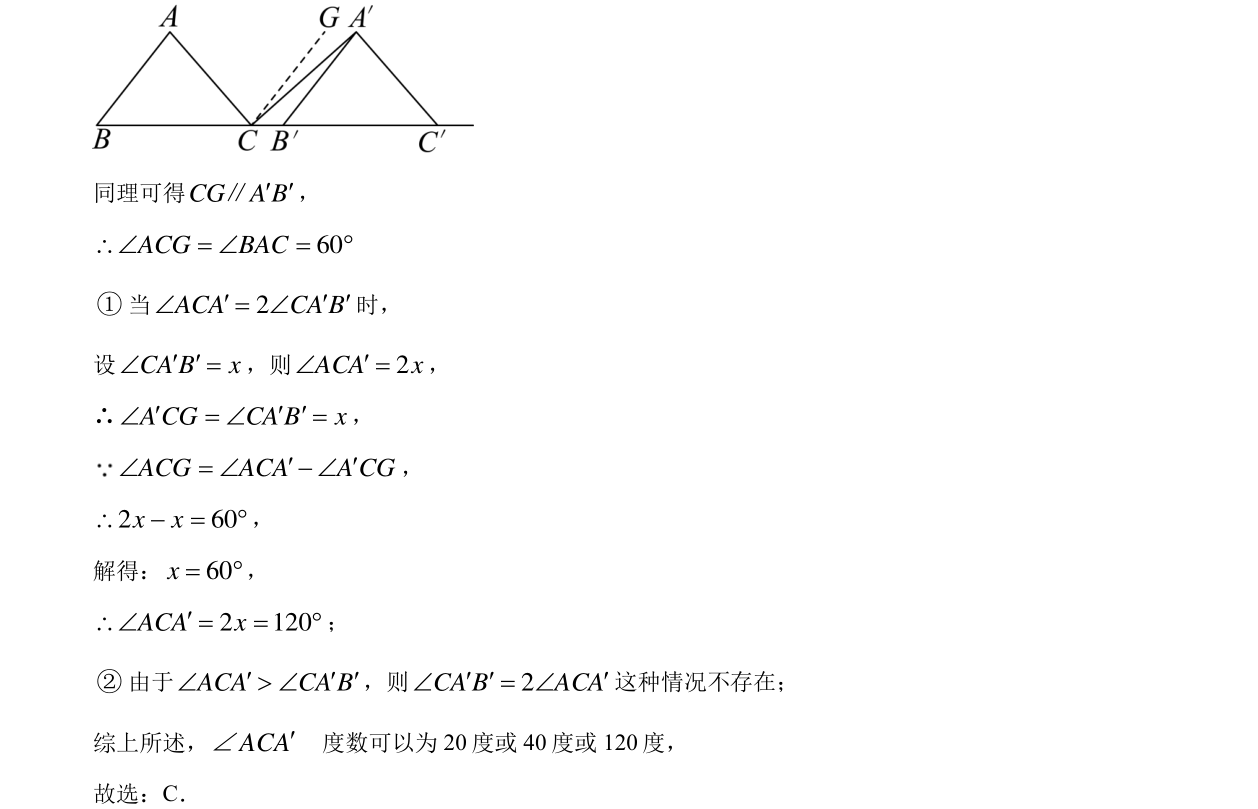 A G A′
B C B′ C′
同理可得CG∥A′B′，
∴∠ACG=∠BAC=60°
①当∠ACA′=2∠CA′B′时，
设∠CA′B′=x，则∠ACA′=2x，
∴∠A′CG=∠CA′B′=x，
∵∠ACG=∠ACA′−∠A′CG，
∴2x−x=60°，
解得：x=60°，
∴∠ACA′=2x=120°；
②由于∠ACA′>∠CA′B′，则∠CA′B′=2∠ACA′这种情况不存在；
综上所述，∠ACA′ 度数可以为20度或40度或120度，
故选：C．